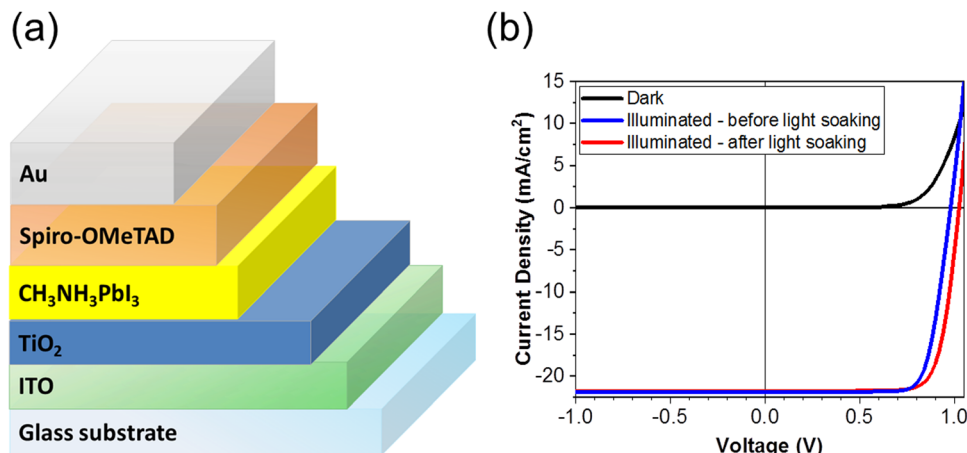 (a)
Au
Spiro-OMeTAD
CH₃NH₃PbI₃
TiO₂
ITO
Glass substrate
(b)
Dark
Illuminated - before light soaking
Illuminated - after light soaking
Current Density (mA/cm²)
15
10
5
0
-5
-10
-15
-20
-1.0 -0.5 0.0 0.5 1.0
Voltage (V)